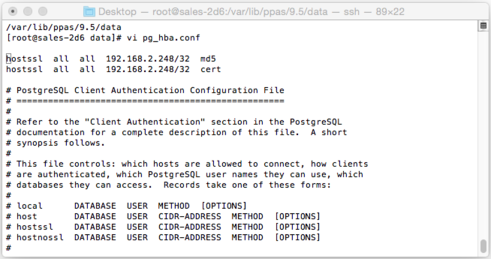 Desktop — root@sales-2d6:/var/lib/ppas/9.5/data — ssh — 89×22
/var/lib/ppas/9.5/data
[root@sales-2d6 data]# vi pg_hba.conf
hostssl  all  all  192.168.2.248/32  md5
hostssl  all  all  192.168.2.248/32  cert
# PostgreSQL Client Authentication Configuration File
# ===================================================
#
# Refer to the "Client Authentication" section in the PostgreSQL
# documentation for a complete description of this file.  A short
# synopsis follows.
#
# This file controls: which hosts are allowed to connect, how clients
# are authenticated, which PostgreSQL user names they can use, which
# databases they can access.  Records take one of these forms:
#
# local      DATABASE  USER  METHOD  [OPTIONS]
# host       DATABASE  USER  CIDR-ADDRESS  METHOD  [OPTIONS]
# hostssl    DATABASE  USER  CIDR-ADDRESS  METHOD  [OPTIONS]
# hostnossl  DATABASE  USER  CIDR-ADDRESS  METHOD  [OPTIONS]
#